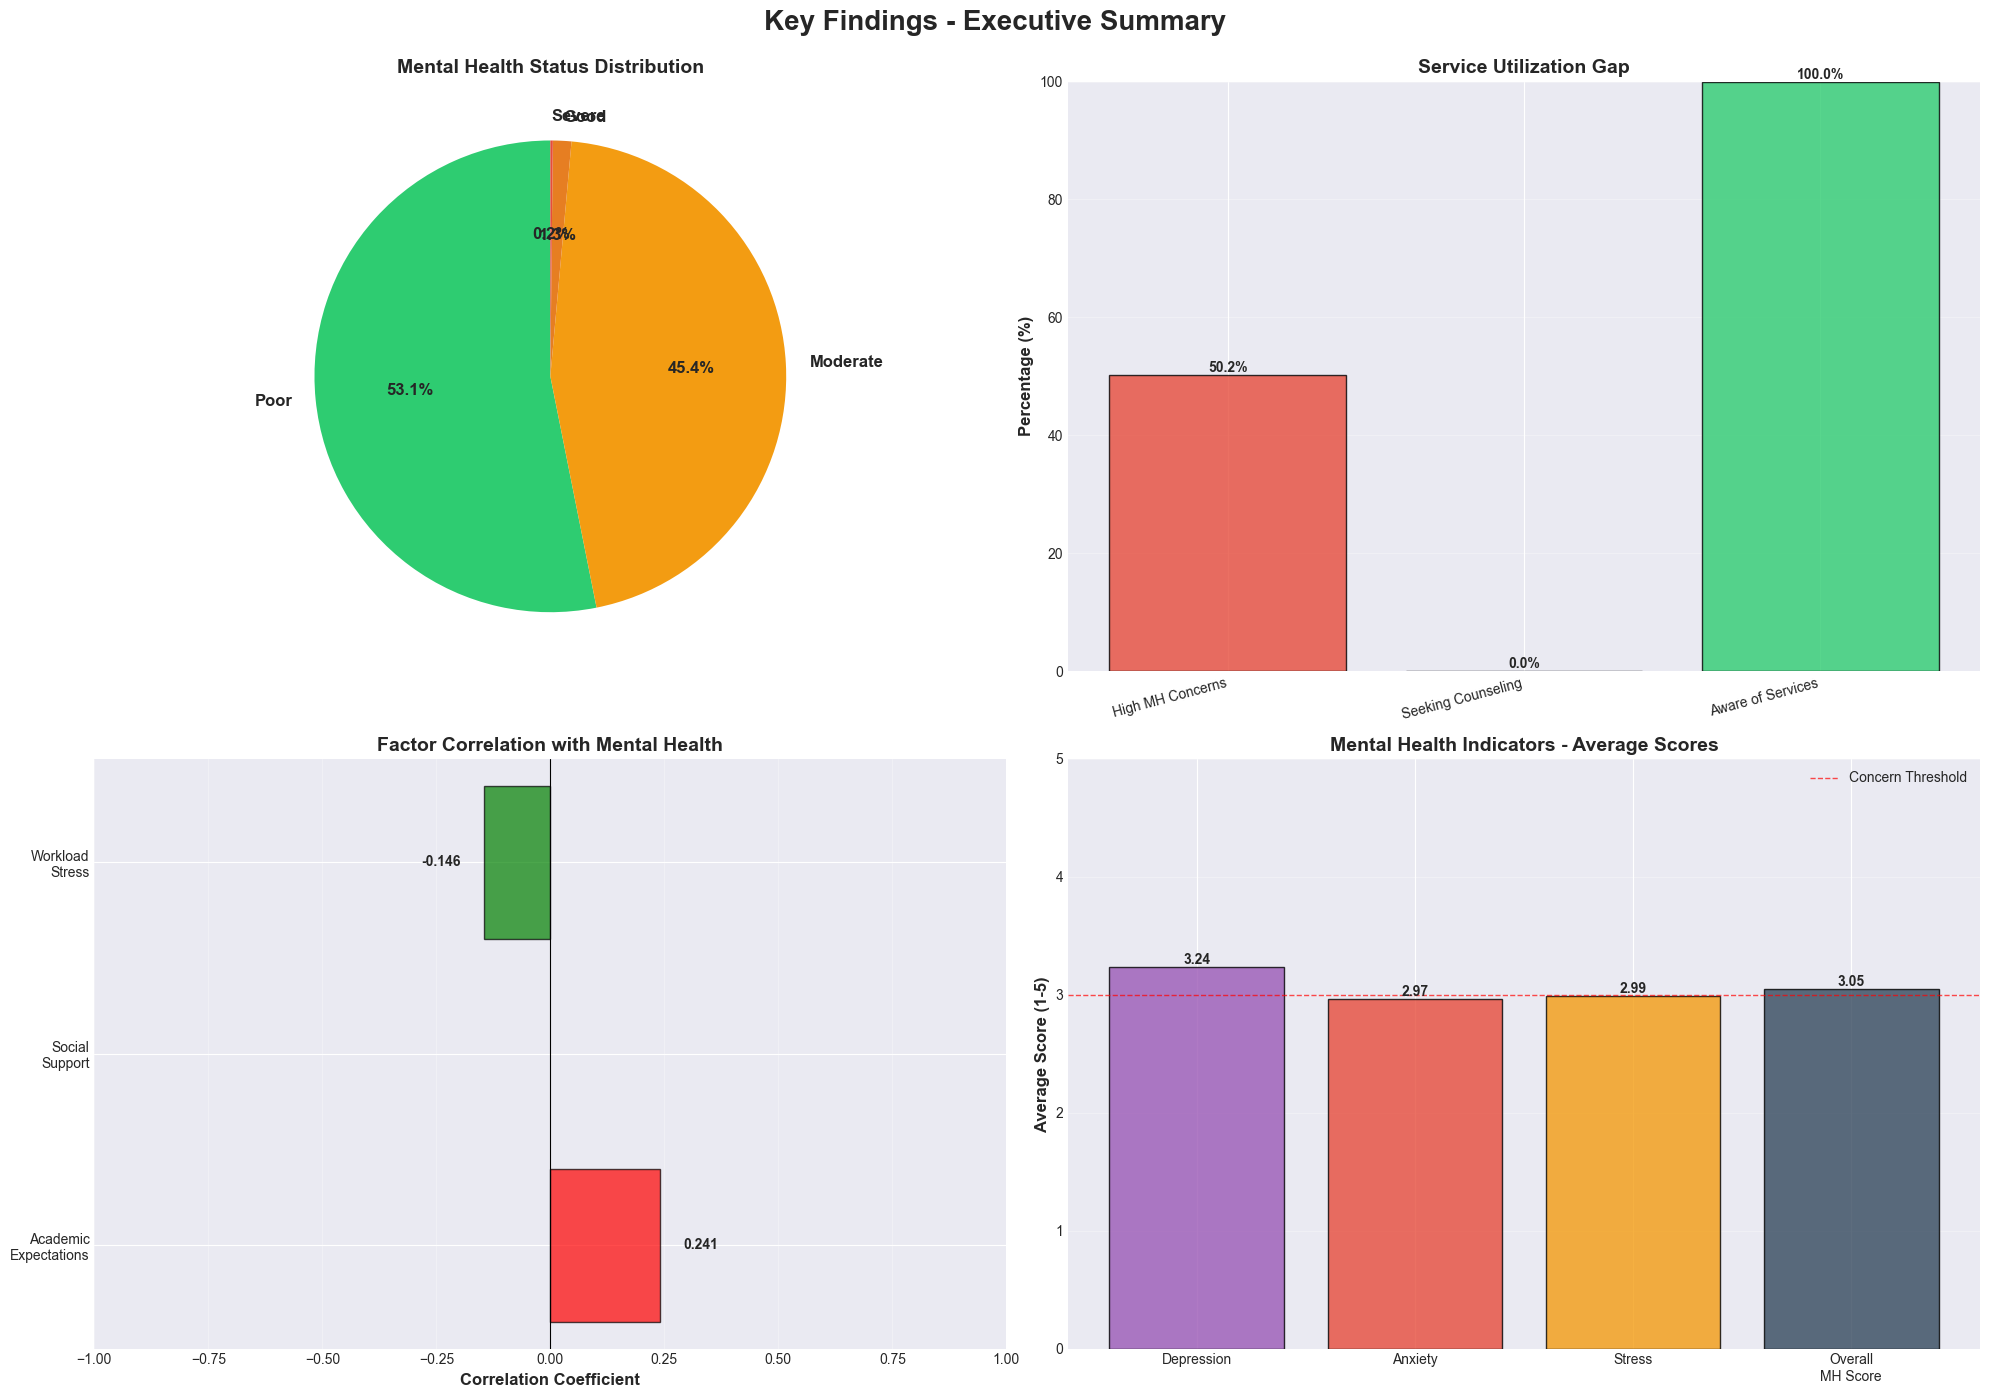 Key Findings - Executive Summary
Mental Health Status Distribution
Severe
Good
0.2%
1.3%
Moderate
45.4%
53.1%
Poor
Service Utilization Gap
Percentage (%)
100
80
60
40
20
0
50.2%
0.0%
100.0%
High MH Concerns
Seeking Counseling
Aware of Services
Factor Correlation with Mental Health
Workload
Stress
-0.146
Social
Support
Academic
Expectations
0.241
−1.00
−0.75
−0.50
−0.25
0.00
0.25
0.50
0.75
1.00
Correlation Coefficient
Mental Health Indicators - Average Scores
Concern Threshold
Average Score (1-5)
5
4
3
2
1
0
3.24
2.97
2.99
3.05
Depression
Anxiety
Stress
Overall
MH Score